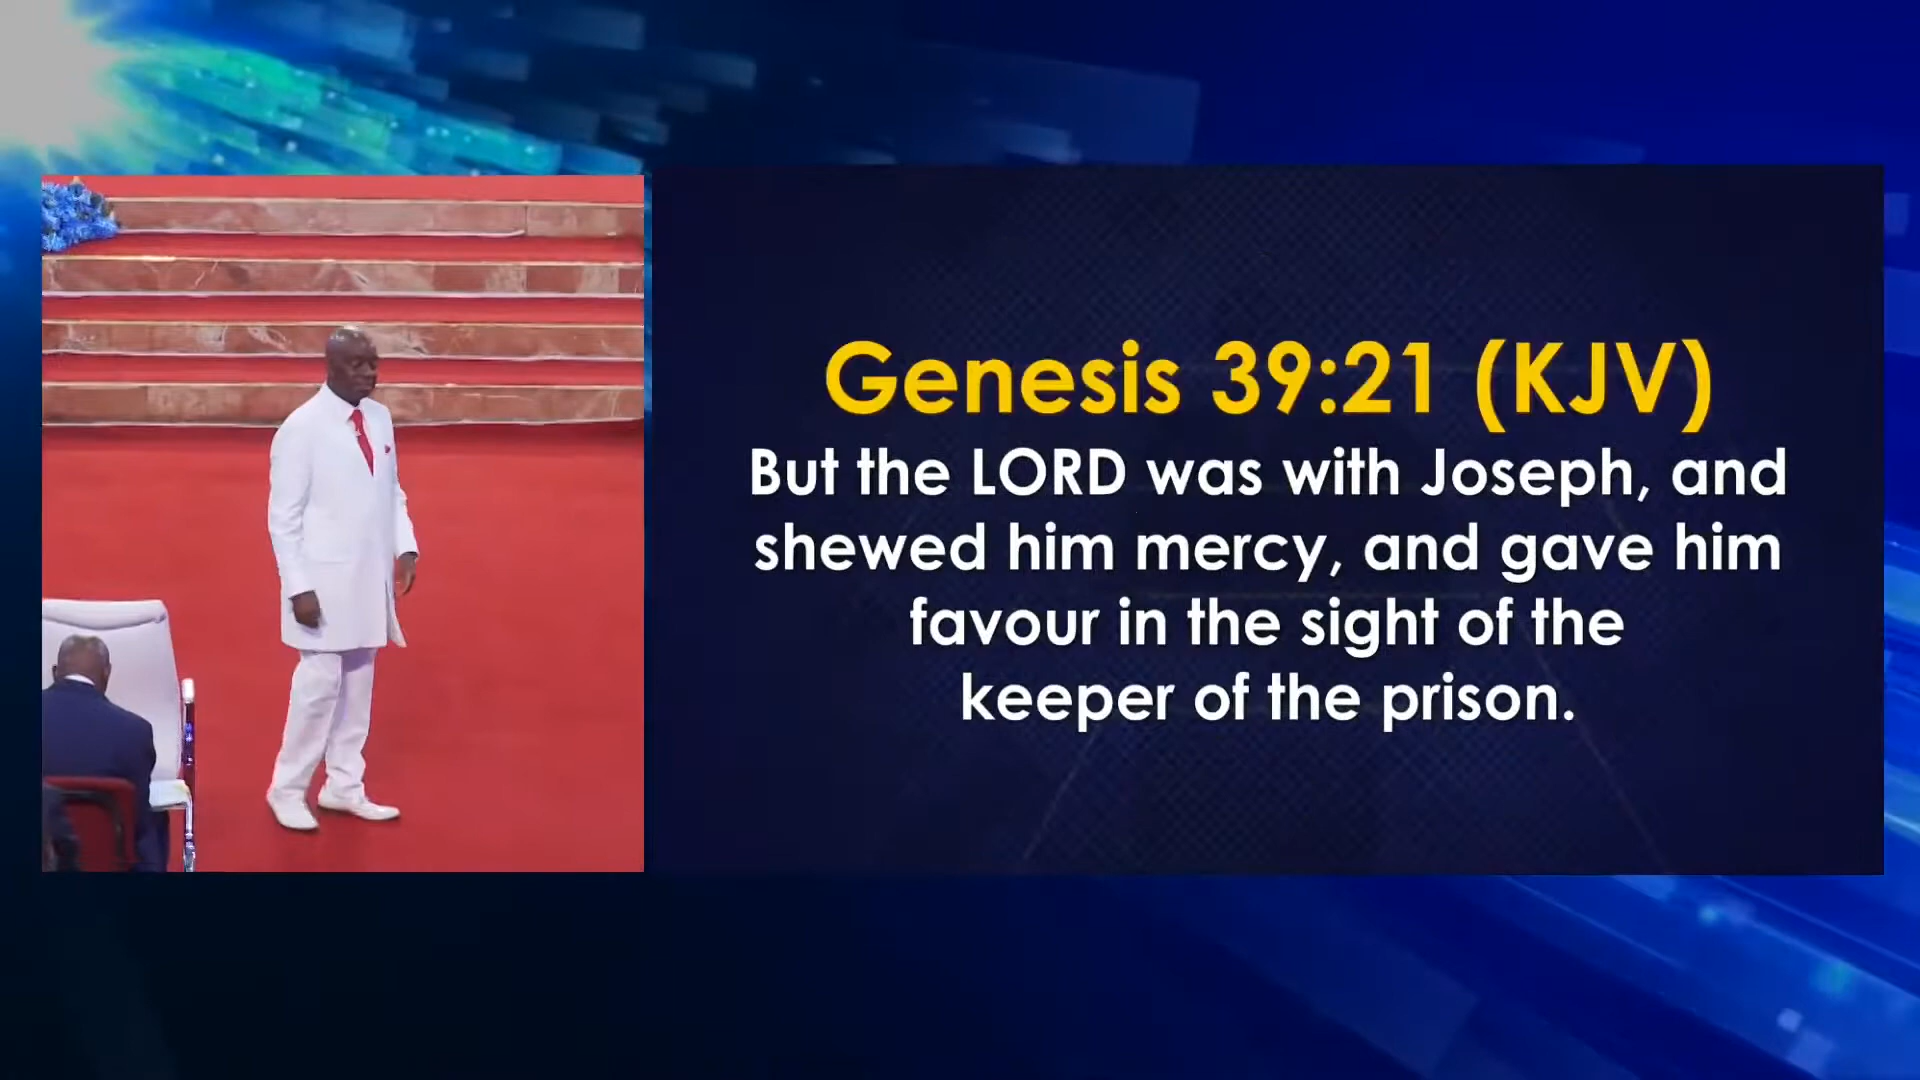 Genesis 39:21 (KJV)
But the LORD was with Joseph, and
shewed him mercy, and gave him
favour in the sight of the
keeper of the prison.